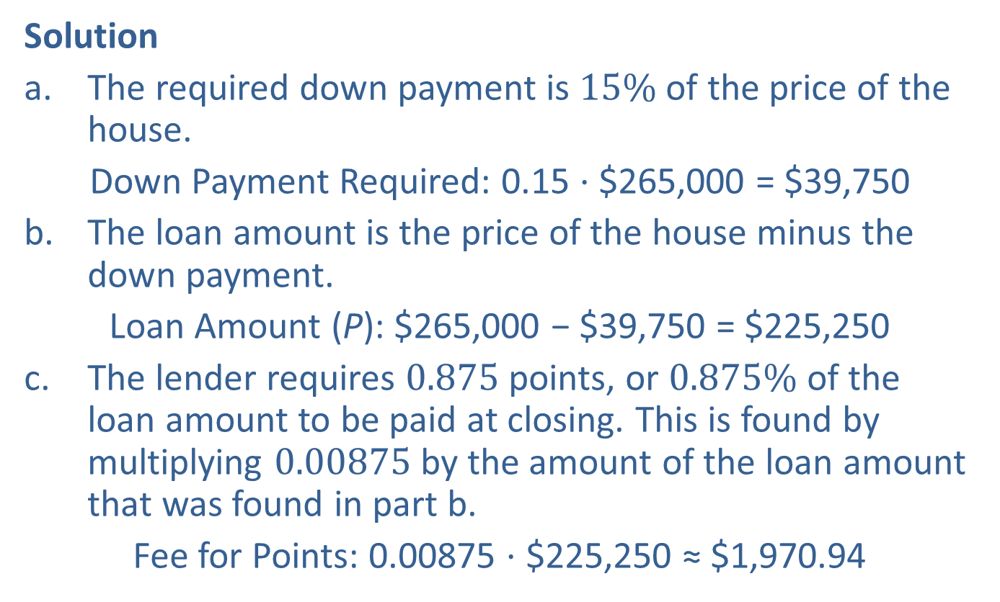 Solution
a. The required down payment is 15% of the price of the
house.
Down Payment Required: 0.15 · $265,000 = $39,750
b. The loan amount is the price of the house minus the
down payment.
Loan Amount (P): $265,000 − $39,750 = $225,250
c. The lender requires 0.875 points, or 0.875% of the
loan amount to be paid at closing. This is found by
multiplying 0.00875 by the amount of the loan amount
that was found in part b.
Fee for Points: 0.00875 · $225,250 ≈ $1,970.94